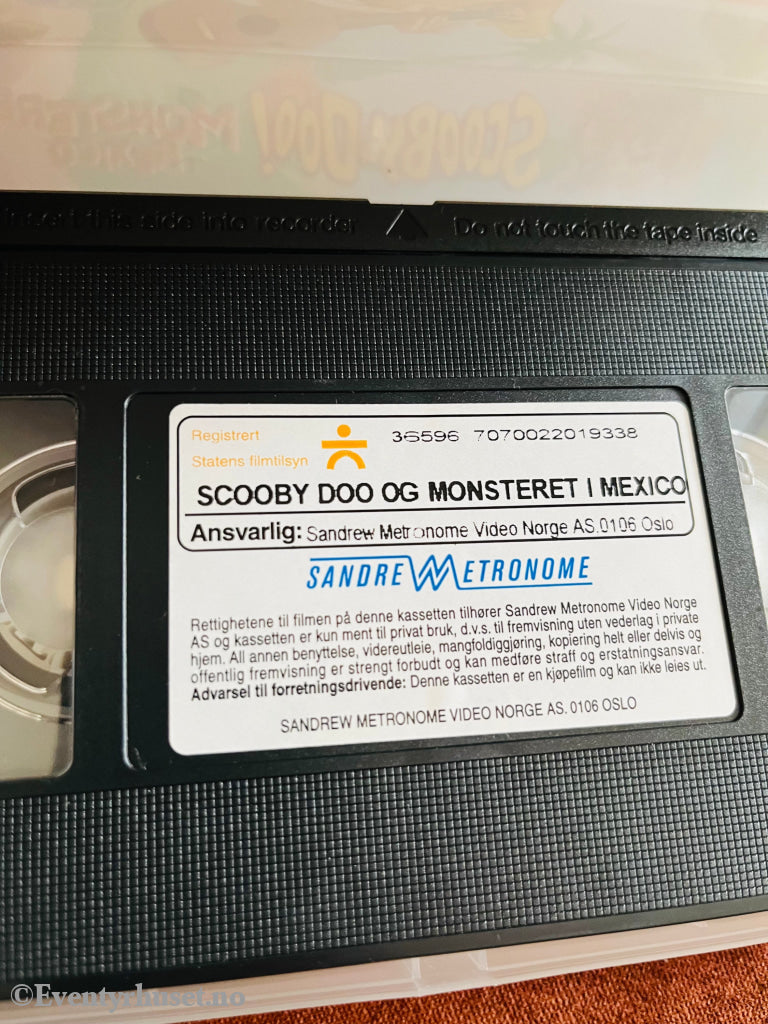 SCOOBY DOO! MONSTERET
I MEXICO
Insert this side into recorder Do not touch the tape inside
Registrert 36596 7070022019338
Statens filmtilsyn
SCOOBY DOO OG MONSTERET I MEXICO
Ansvarlig: Sandrew Metronome Video Norge AS.0106 Oslo
SANDREW METRONOME
Rettighetene til filmen på denne kassetten tilhører Sandrew Metronome Video Norge
AS og kassetten er kun ment til privat bruk, d.v.s. til fremvisning uten vederlag i private
hjem. All annen benyttelse, videreutleie, mangfoldiggjøring, kopiering helt eller delvis og
offentlig fremvisning er strengt forbudt og kan medføre straff og erstatningsansvar.
Advarsel til forretningsdrivende: Denne kassetten er en kjøpefilm og kan ikke leies ut.
SANDREW METRONOME VIDEO NORGE AS. 0106 OSLO
©Eventyrhuset.no